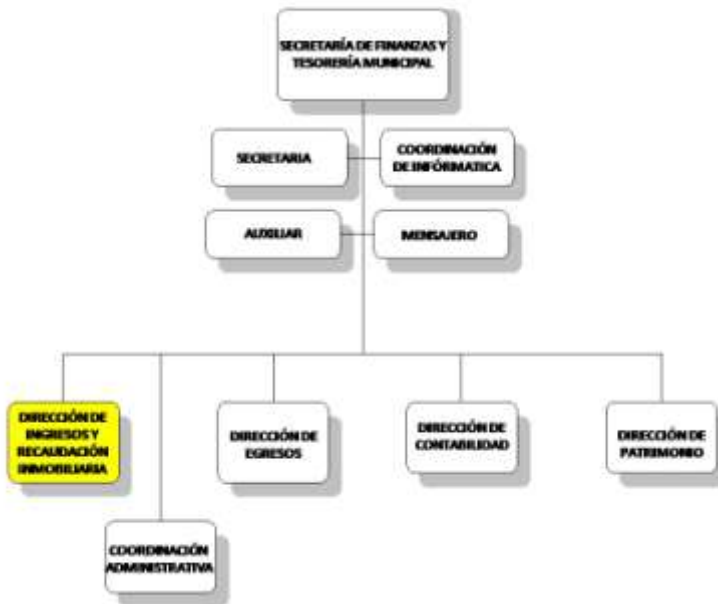 SECRETARÍA DE FINANZAS Y
TESORERÍA MUNICIPAL
SECRETARIA
COORDINACIÓN
DE INFÓRMATICA
AUXILIAR
MENSAJERO
DIRECCIÓN DE
INGRESOS Y
RECAUDACIÓN
INMOBILIARIA
DIRECCIÓN DE
EGRESOS
DIRECCIÓN DE
CONTABILIDAD
DIRECCIÓN DE
PATRIMONIO
COORDINACIÓN
ADMINISTRATIVA